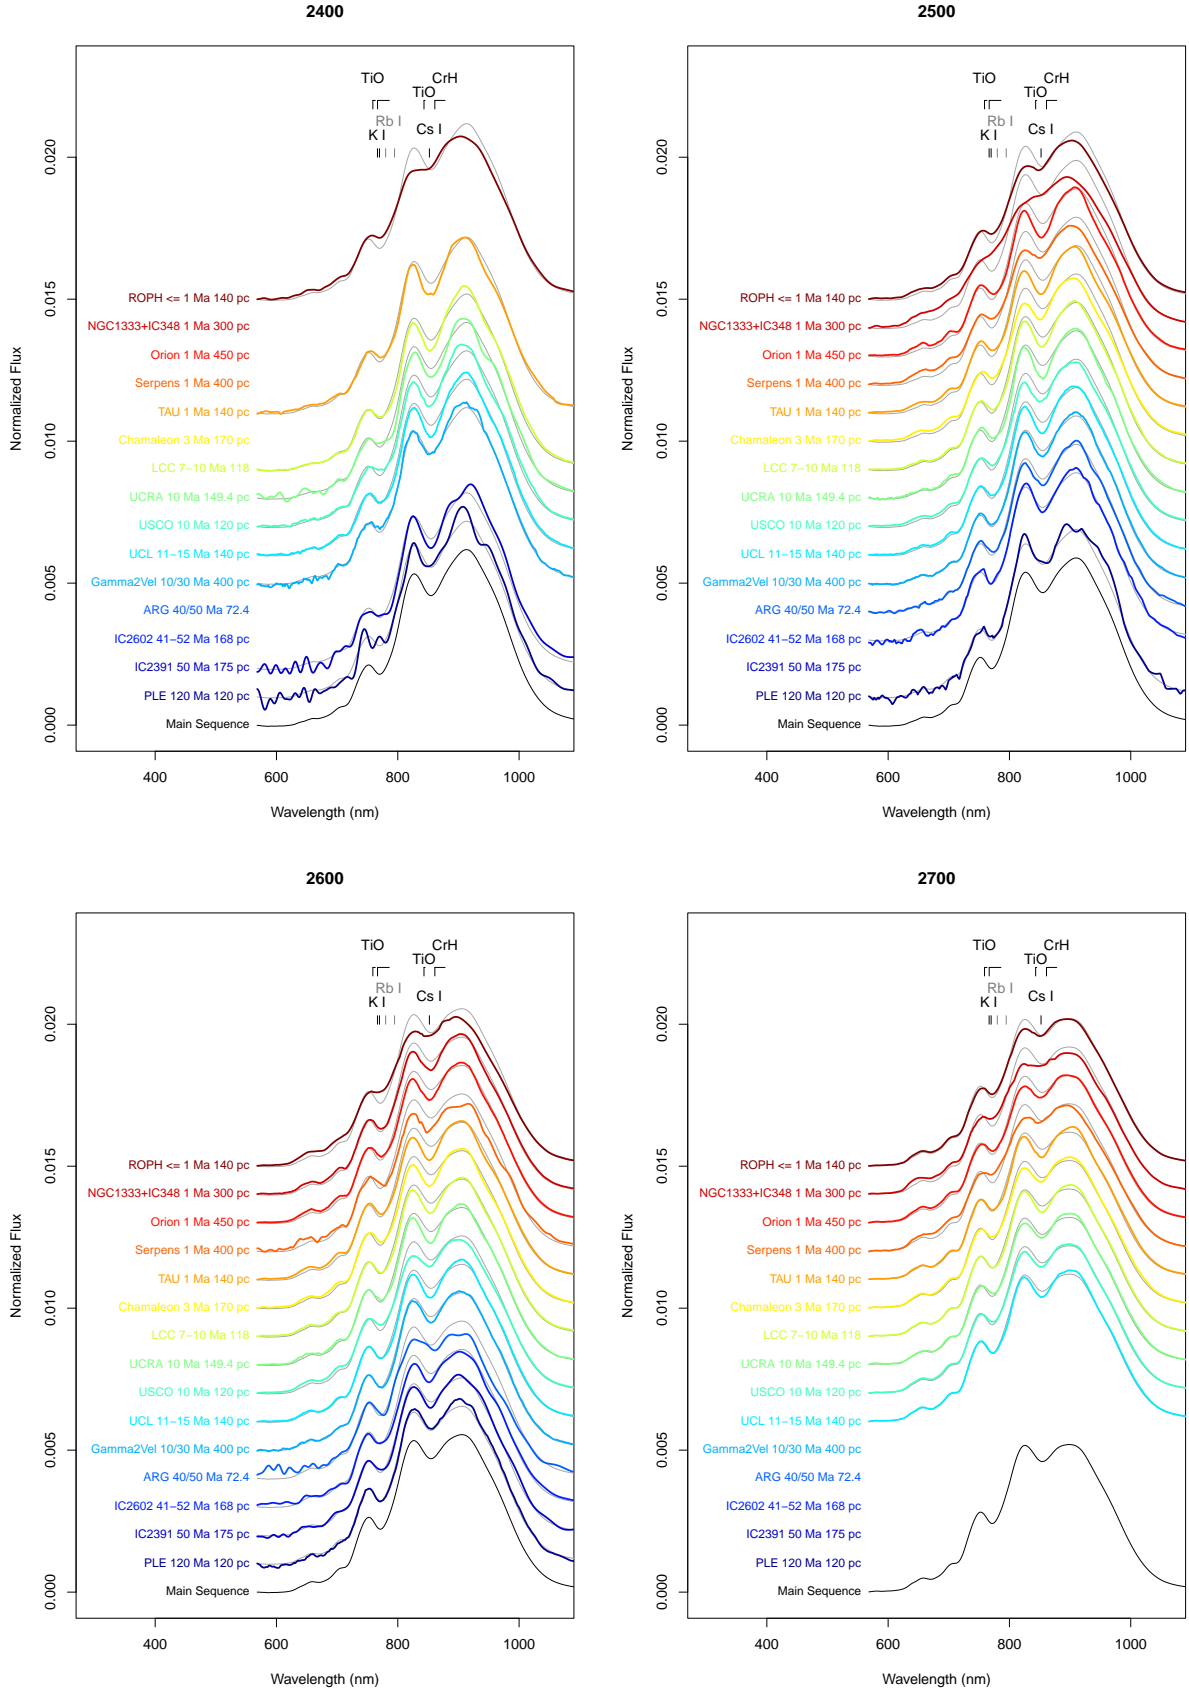 2400
TiO CrH
TiO
Rb I
K I Cs I
Normalized Flux
0.000 0.005 0.010 0.015 0.020
ROPH <= 1 Ma 140 pc
NGC1333+IC348 1 Ma 300 pc
Orion 1 Ma 450 pc
Serpens 1 Ma 400 pc
TAU 1 Ma 140 pc
Chamaleon 3 Ma 170 pc
LCC 7−10 Ma 118
UCRA 10 Ma 149.4 pc
USCO 10 Ma 120 pc
UCL 11−15 Ma 140 pc
Gamma2Vel 10/30 Ma 400 pc
ARG 40/50 Ma 72.4
IC2602 41−52 Ma 168 pc
IC2391 50 Ma 175 pc
PLE 120 Ma 120 pc
Main Sequence
400 600 800 1000
Wavelength (nm)
2500
TiO CrH
TiO
Rb I
K I Cs I
Normalized Flux
0.000 0.005 0.010 0.015 0.020
ROPH <= 1 Ma 140 pc
NGC1333+IC348 1 Ma 300 pc
Orion 1 Ma 450 pc
Serpens 1 Ma 400 pc
TAU 1 Ma 140 pc
Chamaleon 3 Ma 170 pc
LCC 7−10 Ma 118
UCRA 10 Ma 149.4 pc
USCO 10 Ma 120 pc
UCL 11−15 Ma 140 pc
Gamma2Vel 10/30 Ma 400 pc
ARG 40/50 Ma 72.4
IC2602 41−52 Ma 168 pc
IC2391 50 Ma 175 pc
PLE 120 Ma 120 pc
Main Sequence
400 600 800 1000
Wavelength (nm)
2600
TiO CrH
TiO
Rb I
K I Cs I
Normalized Flux
0.000 0.005 0.010 0.015 0.020
ROPH <= 1 Ma 140 pc
NGC1333+IC348 1 Ma 300 pc
Orion 1 Ma 450 pc
Serpens 1 Ma 400 pc
TAU 1 Ma 140 pc
Chamaleon 3 Ma 170 pc
LCC 7−10 Ma 118
UCRA 10 Ma 149.4 pc
USCO 10 Ma 120 pc
UCL 11−15 Ma 140 pc
Gamma2Vel 10/30 Ma 400 pc
ARG 40/50 Ma 72.4
IC2602 41−52 Ma 168 pc
IC2391 50 Ma 175 pc
PLE 120 Ma 120 pc
Main Sequence
400 600 800 1000
Wavelength (nm)
2700
TiO CrH
TiO
Rb I
K I Cs I
Normalized Flux
0.000 0.005 0.010 0.015 0.020
ROPH <= 1 Ma 140 pc
NGC1333+IC348 1 Ma 300 pc
Orion 1 Ma 450 pc
Serpens 1 Ma 400 pc
TAU 1 Ma 140 pc
Chamaleon 3 Ma 170 pc
LCC 7−10 Ma 118
UCRA 10 Ma 149.4 pc
USCO 10 Ma 120 pc
UCL 11−15 Ma 140 pc
Gamma2Vel 10/30 Ma 400 pc
ARG 40/50 Ma 72.4
IC2602 41−52 Ma 168 pc
IC2391 50 Ma 175 pc
PLE 120 Ma 120 pc
Main Sequence
400 600 800 1000
Wavelength (nm)